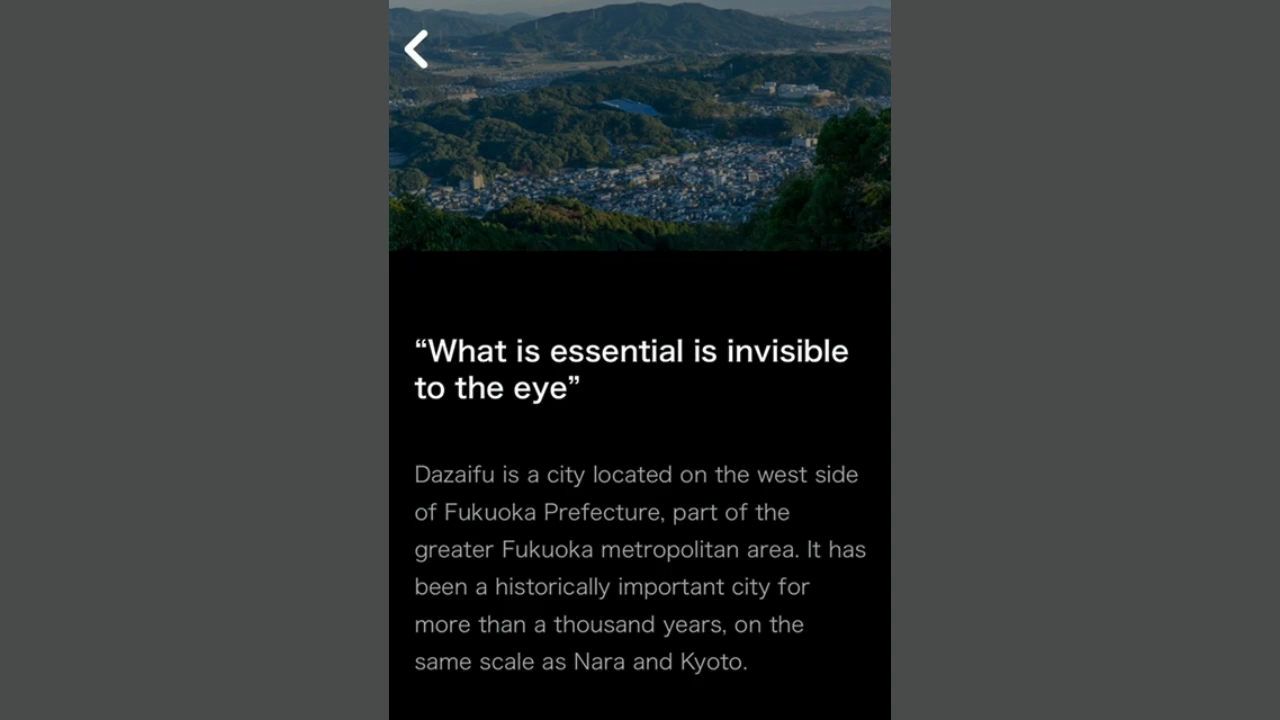 “What is essential is invisible
to the eye”
Dazaifu is a city located on the west side
of Fukuoka Prefecture, part of the
greater Fukuoka metropolitan area. It has
been a historically important city for
more than a thousand years, on the
same scale as Nara and Kyoto.